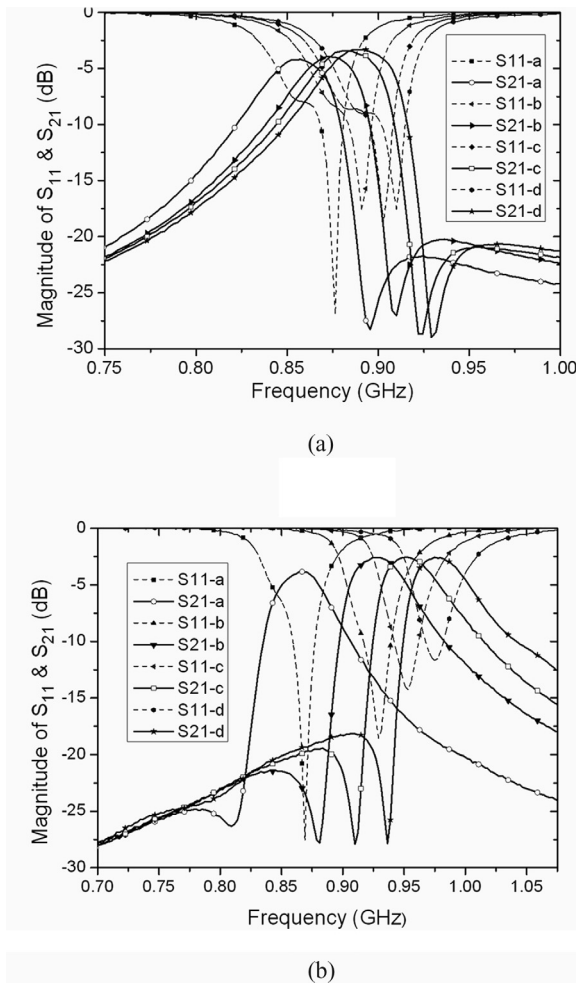 0
-5
-10
-15
-20
-25
-30
Magnitude of S11 & S21 (dB)
S11-a
S21-a
S11-b
S21-b
S11-c
S21-c
S11-d
S21-d
0.75 0.80 0.85 0.90 0.95 1.00
Frequency (GHz)
(a)
0
-5
-10
-15
-20
-25
-30
Magnitude of S11 & S21 (dB)
S11-a
S21-a
S11-b
S21-b
S11-c
S21-c
S11-d
S21-d
0.70 0.75 0.80 0.85 0.90 0.95 1.00 1.05
Frequency (GHz)
(b)